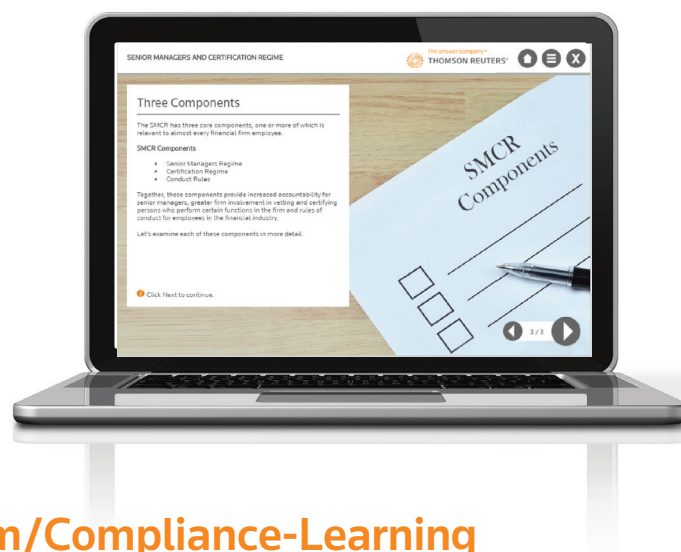 SENIOR MANAGERS AND CERTIFICATION REGIME
the answer company™
THOMSON REUTERS®
Three Components
The SMCR has three core components, one or more of which is
relevant to almost every financial firm employee.
SMCR Components
• Senior Managers Regime
• Certification Regime
• Conduct Rules
Together, these components provide increased accountability for
senior managers, greater firm involvement in vetting and certifying
persons who perform certain functions in the firm and rules of
conduct for employees in the financial industry.
Let's examine each of these components in more detail.
Click Next to continue.
SMCR
Components
3/3
m/Compliance-Learning